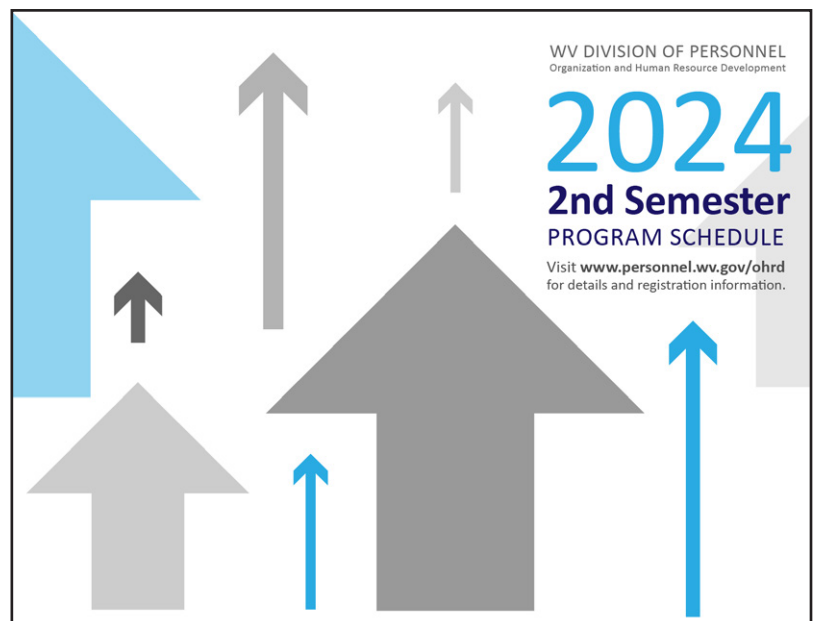 WV DIVISION OF PERSONNEL
Organization and Human Resource Development
2024
2nd Semester
PROGRAM SCHEDULE
Visit www.personnel.wv.gov/ohrd
for details and registration information.